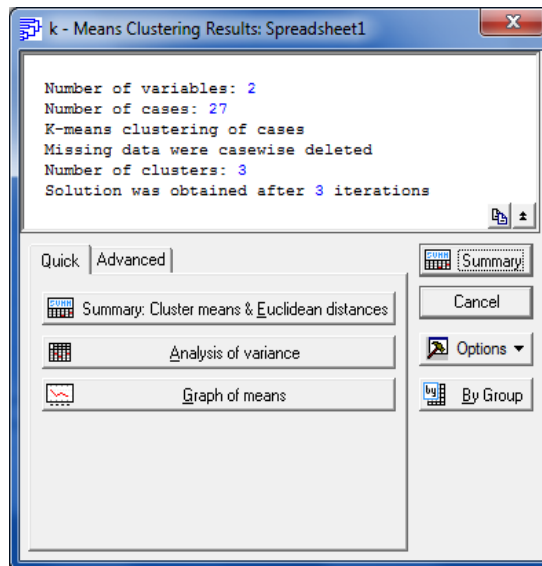 k - Means Clustering Results: Spreadsheet1
Number of variables: 2
Number of cases: 27
K-means clustering of cases
Missing data were casewise deleted
Number of clusters: 3
Solution was obtained after 3 iterations
Quick
Advanced
Summary: Cluster means & Euclidean distances
Analysis of variance
Graph of means
Summary
Cancel
Options
By Group